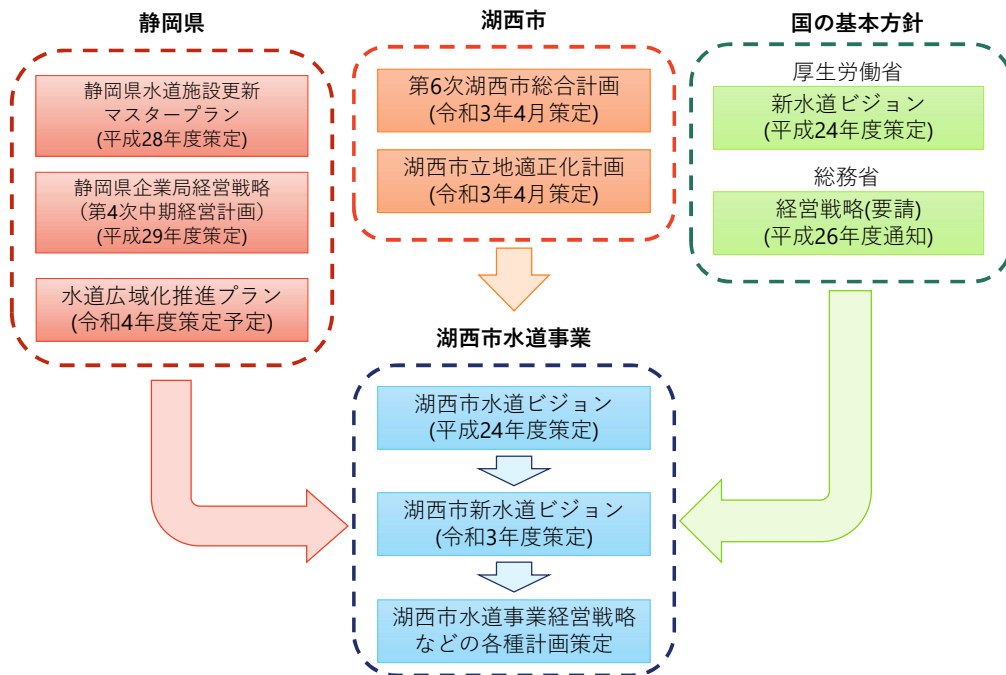 静岡県
静岡県水道施設更新
マスタープラン
(平成28年度策定)
静岡県企業局経営戦略
（第4次中期経営計画）
(平成29年度策定)
水道広域化推進プラン
(令和4年度策定予定)
湖西市
第6次湖西市総合計画
(令和3年4月策定)
湖西市立地適正化計画
(令和3年4月策定)
国の基本方針
厚生労働省
新水道ビジョン
(平成24年度策定)
総務省
経営戦略(要請)
(平成26年度通知)
湖西市水道事業
湖西市水道ビジョン
(平成24年度策定)
湖西市新水道ビジョン
(令和3年度策定)
湖西市水道事業経営戦略
などの各種計画策定